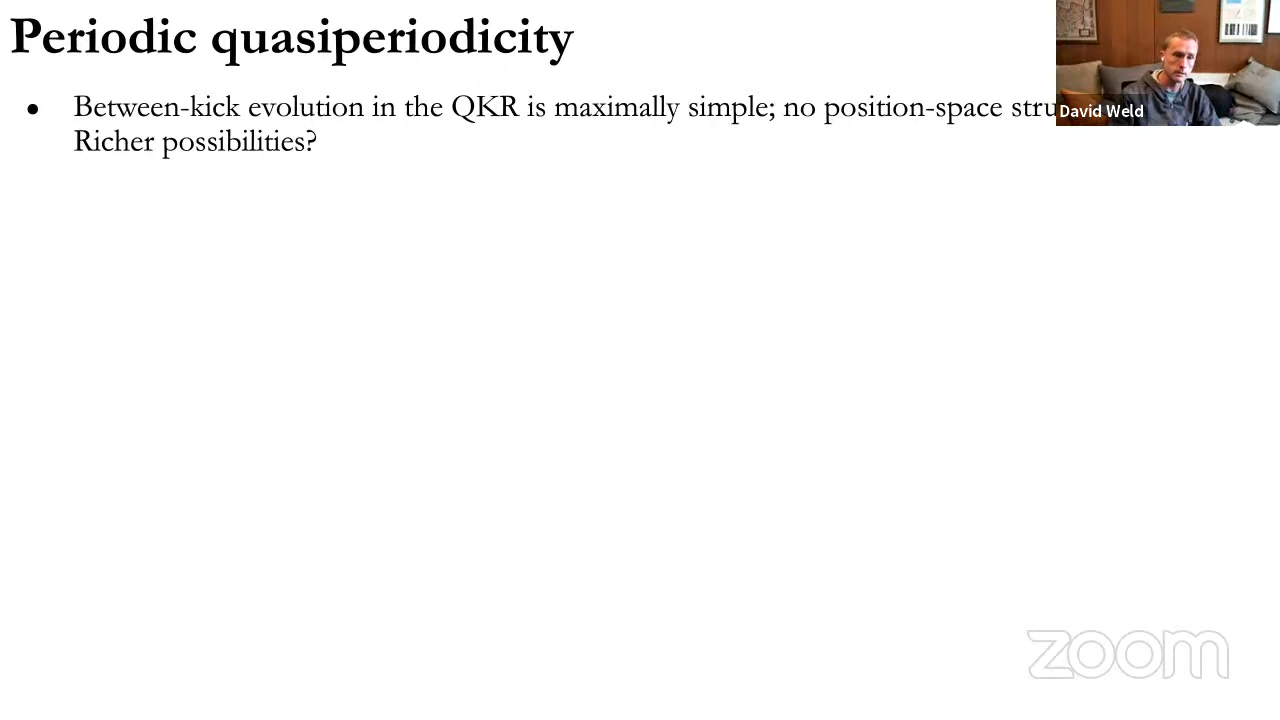 Periodic quasiperiodicity
● Between-kick evolution in the QKR is maximally simple; no position-space
Richer possibilities?
David Weld
zoom